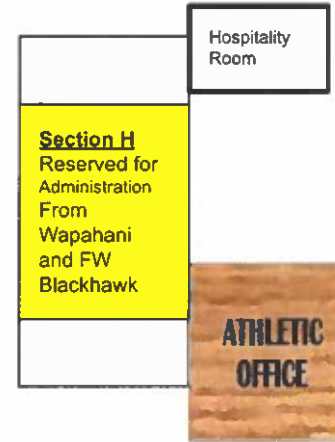 Hospitality
Room
Section H
Reserved for
Administration
From
Wapahani
and FW
Blackhawk
ATHLETIC
OFFICE